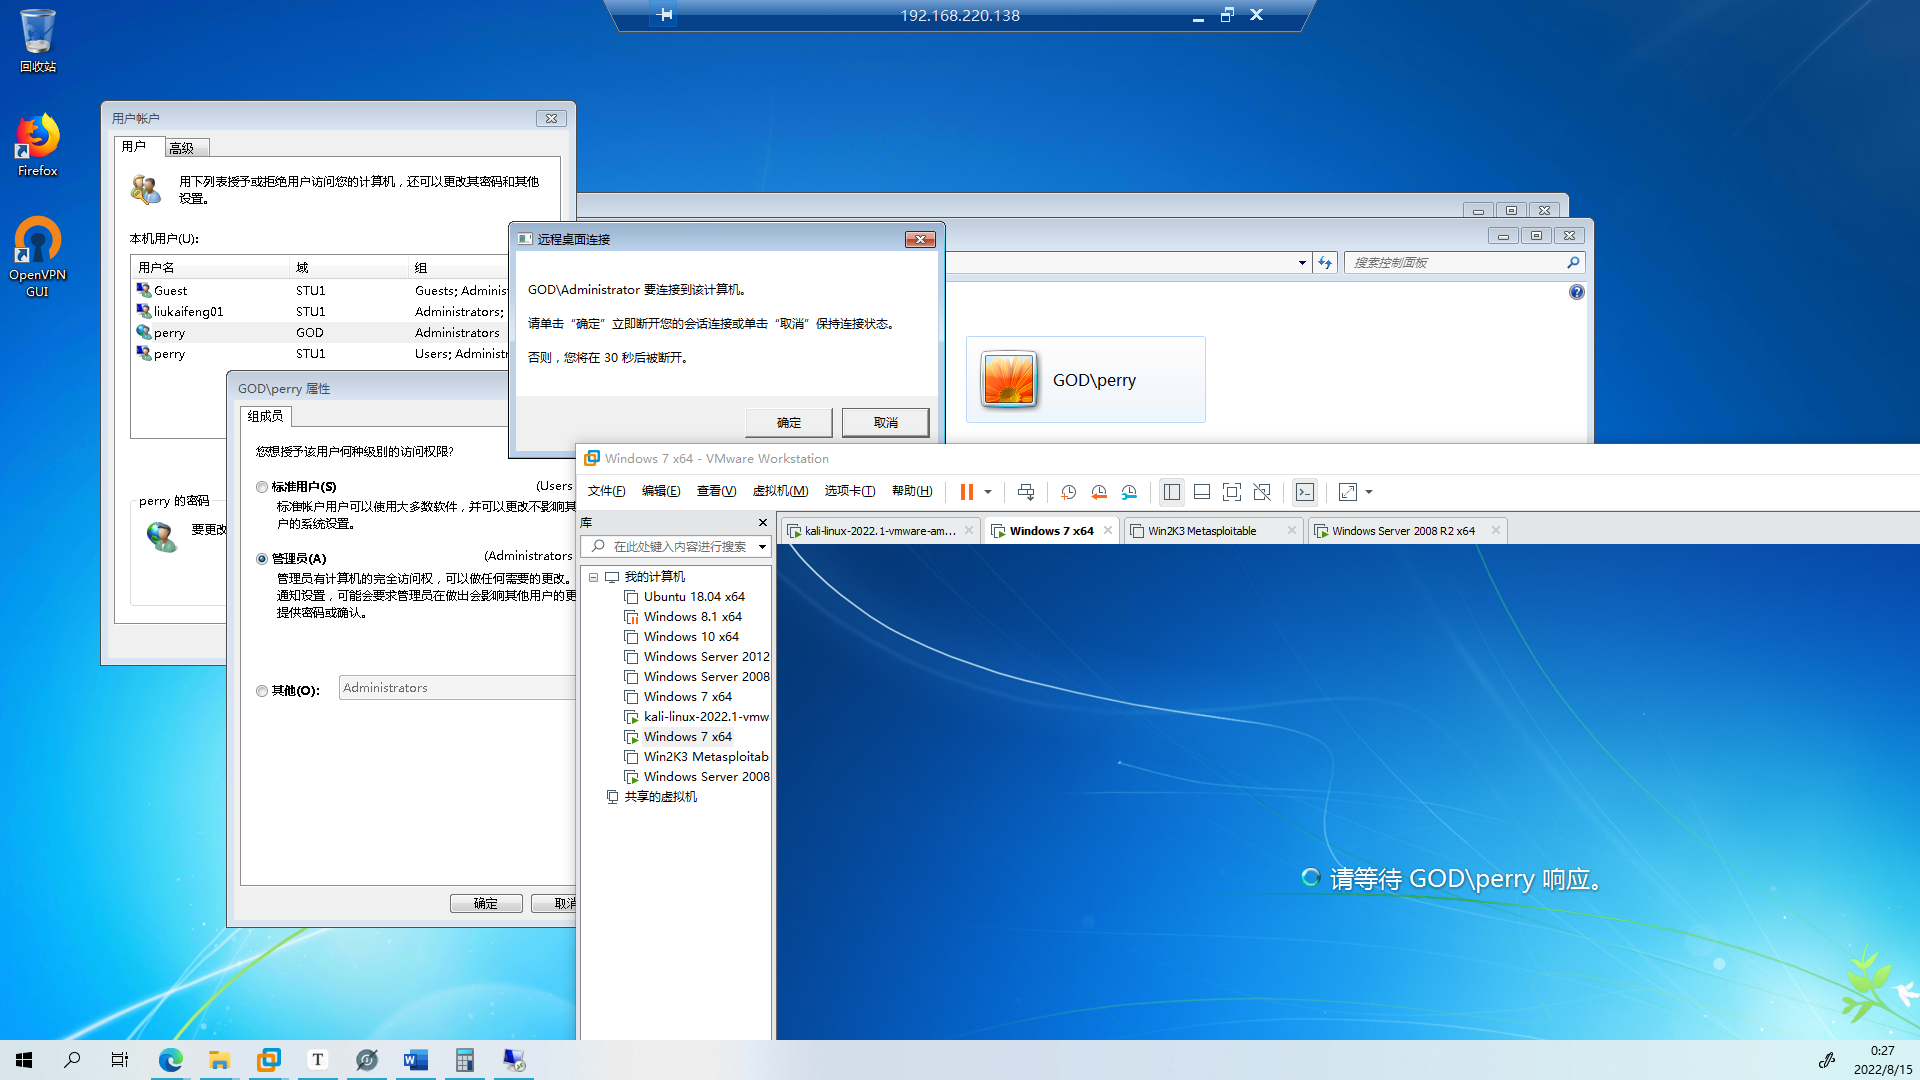 192.168.220.138
回收站
Firefox
OpenVPN
GUI
用户帐户
用户
高级
用下列表授予或拒绝用户访问您的计算机，还可以更改其密码和其他
设置。
本机用户(U):
用户名 域 组
Guest STU1 Guests; Adminis
liukaifeng01 STU1 Administrators;
perry GOD Administrators
perry STU1 Users; Administr
perry 的密码
要更改
GOD\perry 属性
组成员
您想授予该用户何种级别的访问权限?
标准用户(S) (Users
标准帐户用户可以使用大多数软件，并可以更改不影响其
户的系统设置。
管理员(A) (Administrators
管理员有计算机的完全访问权，可以做任何需要的更改。
通知设置，可能会要求管理员在做出会影响其他用户的更
提供密码或确认。
其他(O): Administrators
确定
取消
远程桌面连接
GOD\Administrator 要连接到该计算机。
请单击“确定”立即断开您的会话连接或单击“取消”保持连接状态。
否则，您将在 30 秒后被断开。
确定
取消
搜索控制面板
GOD\perry
Windows 7 x64 - VMware Workstation
文件(F) 编辑(E) 查看(V) 虚拟机(M) 选项卡(T) 帮助(H)
库
在此处键入内容进行搜索
我的计算机
Ubuntu 18.04 x64
Windows 8.1 x64
Windows 10 x64
Windows Server 2012
Windows Server 2008
Windows 7 x64
kali-linux-2022.1-vmw
Windows 7 x64
Win2K3 Metasploitab
Windows Server 2008
共享的虚拟机
kali-linux-2022.1-vmware-am...
Windows 7 x64
Win2K3 Metasploitable
Windows Server 2008 R2 x64
请等待 GOD\perry 响应。
0:27
2022/8/15